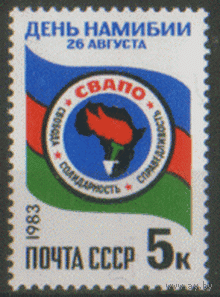 ДЕНЬ НАМИБИИ
26 АВГУСТА
СВАПО
СВОБОДА
СОЛИДАРНОСТЬ
СПРАВЕДЛИВОСТЬ
1983
ПОЧТА СССР 5к